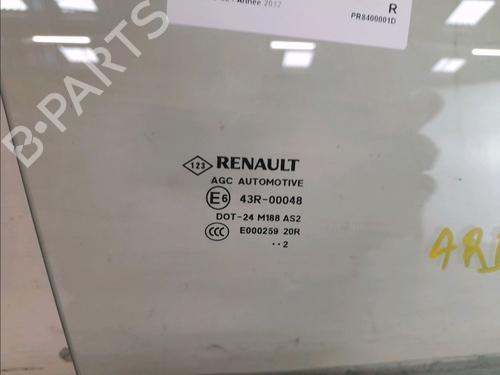 Année 2012
R
PR8400001D
B-PARTS
123 RENAULT
AGC AUTOMOTIVE
E6 43R-00048
DOT-24 M188 AS2
CCC E000259 20R
··2